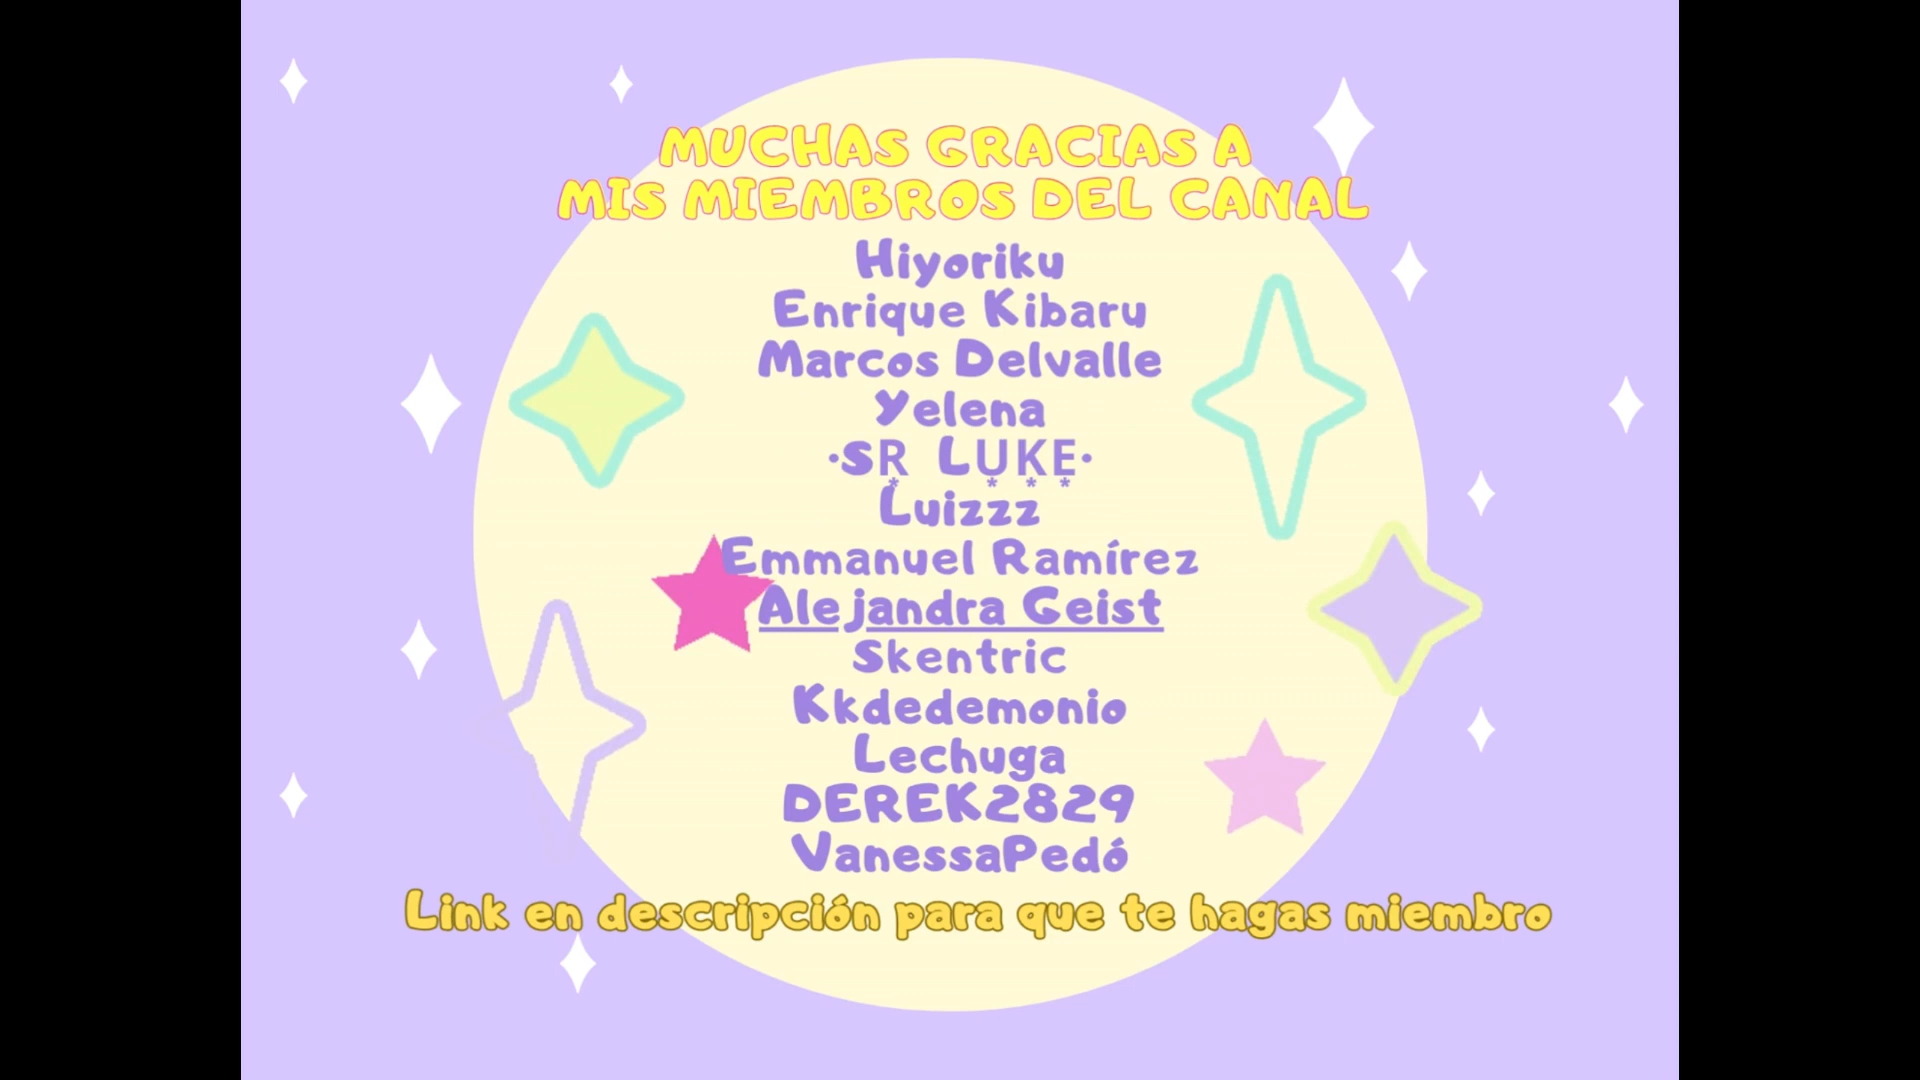 MUCHAS GRACIAS A
MIS MIEMBROS DEL CANAL
Hiyoriku
Enrique Kibaru
Marcos Delvalle
Yelena
·sR͙ LU͙K͙E͙·
Luizzz
Emmanuel Ramírez
Alejandra Geist
Skentric
Kkdedemonio
Lechuga
DEREK2829
VanessaPedó
Link en descripción para que te hagas miembro